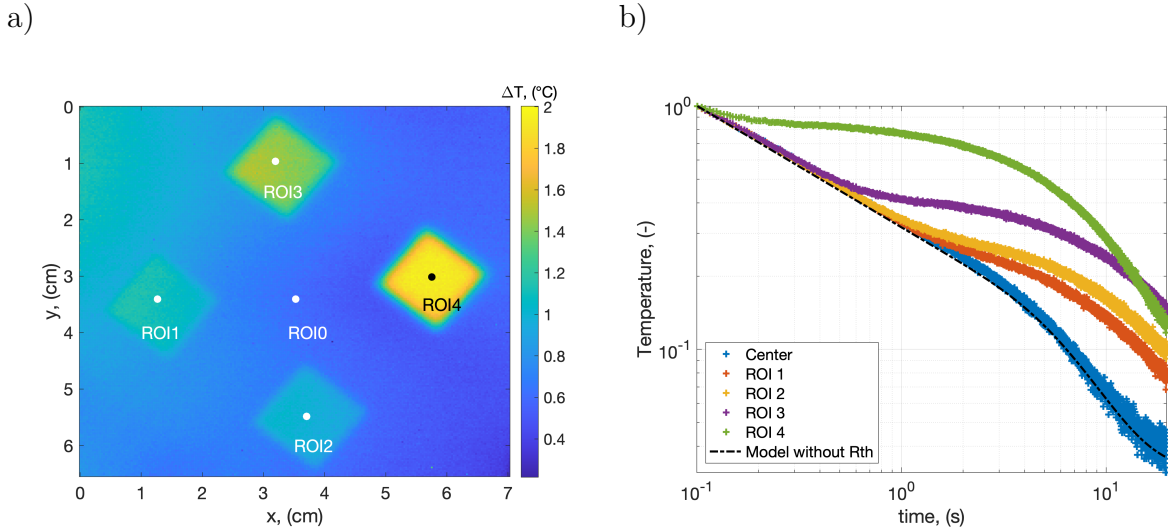 a)
b)
ΔT, (°C)
0
1
2
3
4
5
6
y, (cm)
0
1
2
3
4
5
6
7
x, (cm)
ROI3
ROI4
ROI1
ROI0
ROI2
2
1.8
1.6
1.4
1.2
1
0.8
0.6
0.4
10^0
10^-1
Temperature, (-)
Center
ROI 1
ROI 2
ROI 3
ROI 4
Model without Rth
10^-1
10^0
10^1
time, (s)